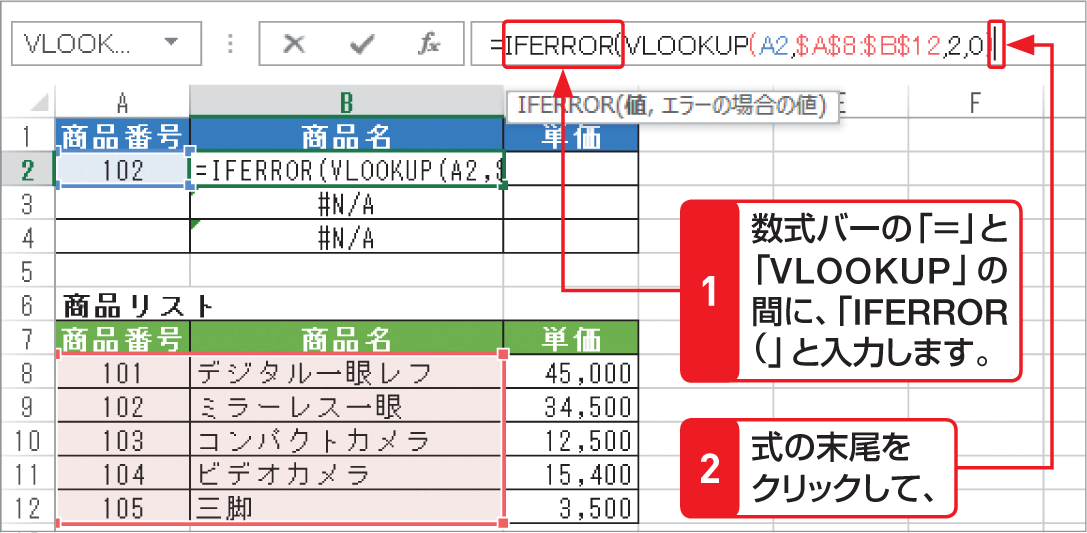 VLOOK...
=IFERROR(VLOOKUP(A2,$A$8:$B$12,2,0)
IFERROR(値, エラーの場合の値)
A B E F
1 商品番号 商品名 単価
2 102 =IFERROR(VLOOKUP(A2,$
3 #N/A
4 #N/A
5
6 商品リスト
7 商品番号 商品名 単価
8 101 デジタル一眼レフ 45,000
9 102 ミラーレス一眼 34,500
10 103 コンパクトカメラ 12,500
11 104 ビデオカメラ 15,400
12 105 三脚 3,500
1
数式バーの「＝」と
「VLOOKUP」の
間に、「IFERROR
（」と入力します。
2
式の末尾を
クリックして、